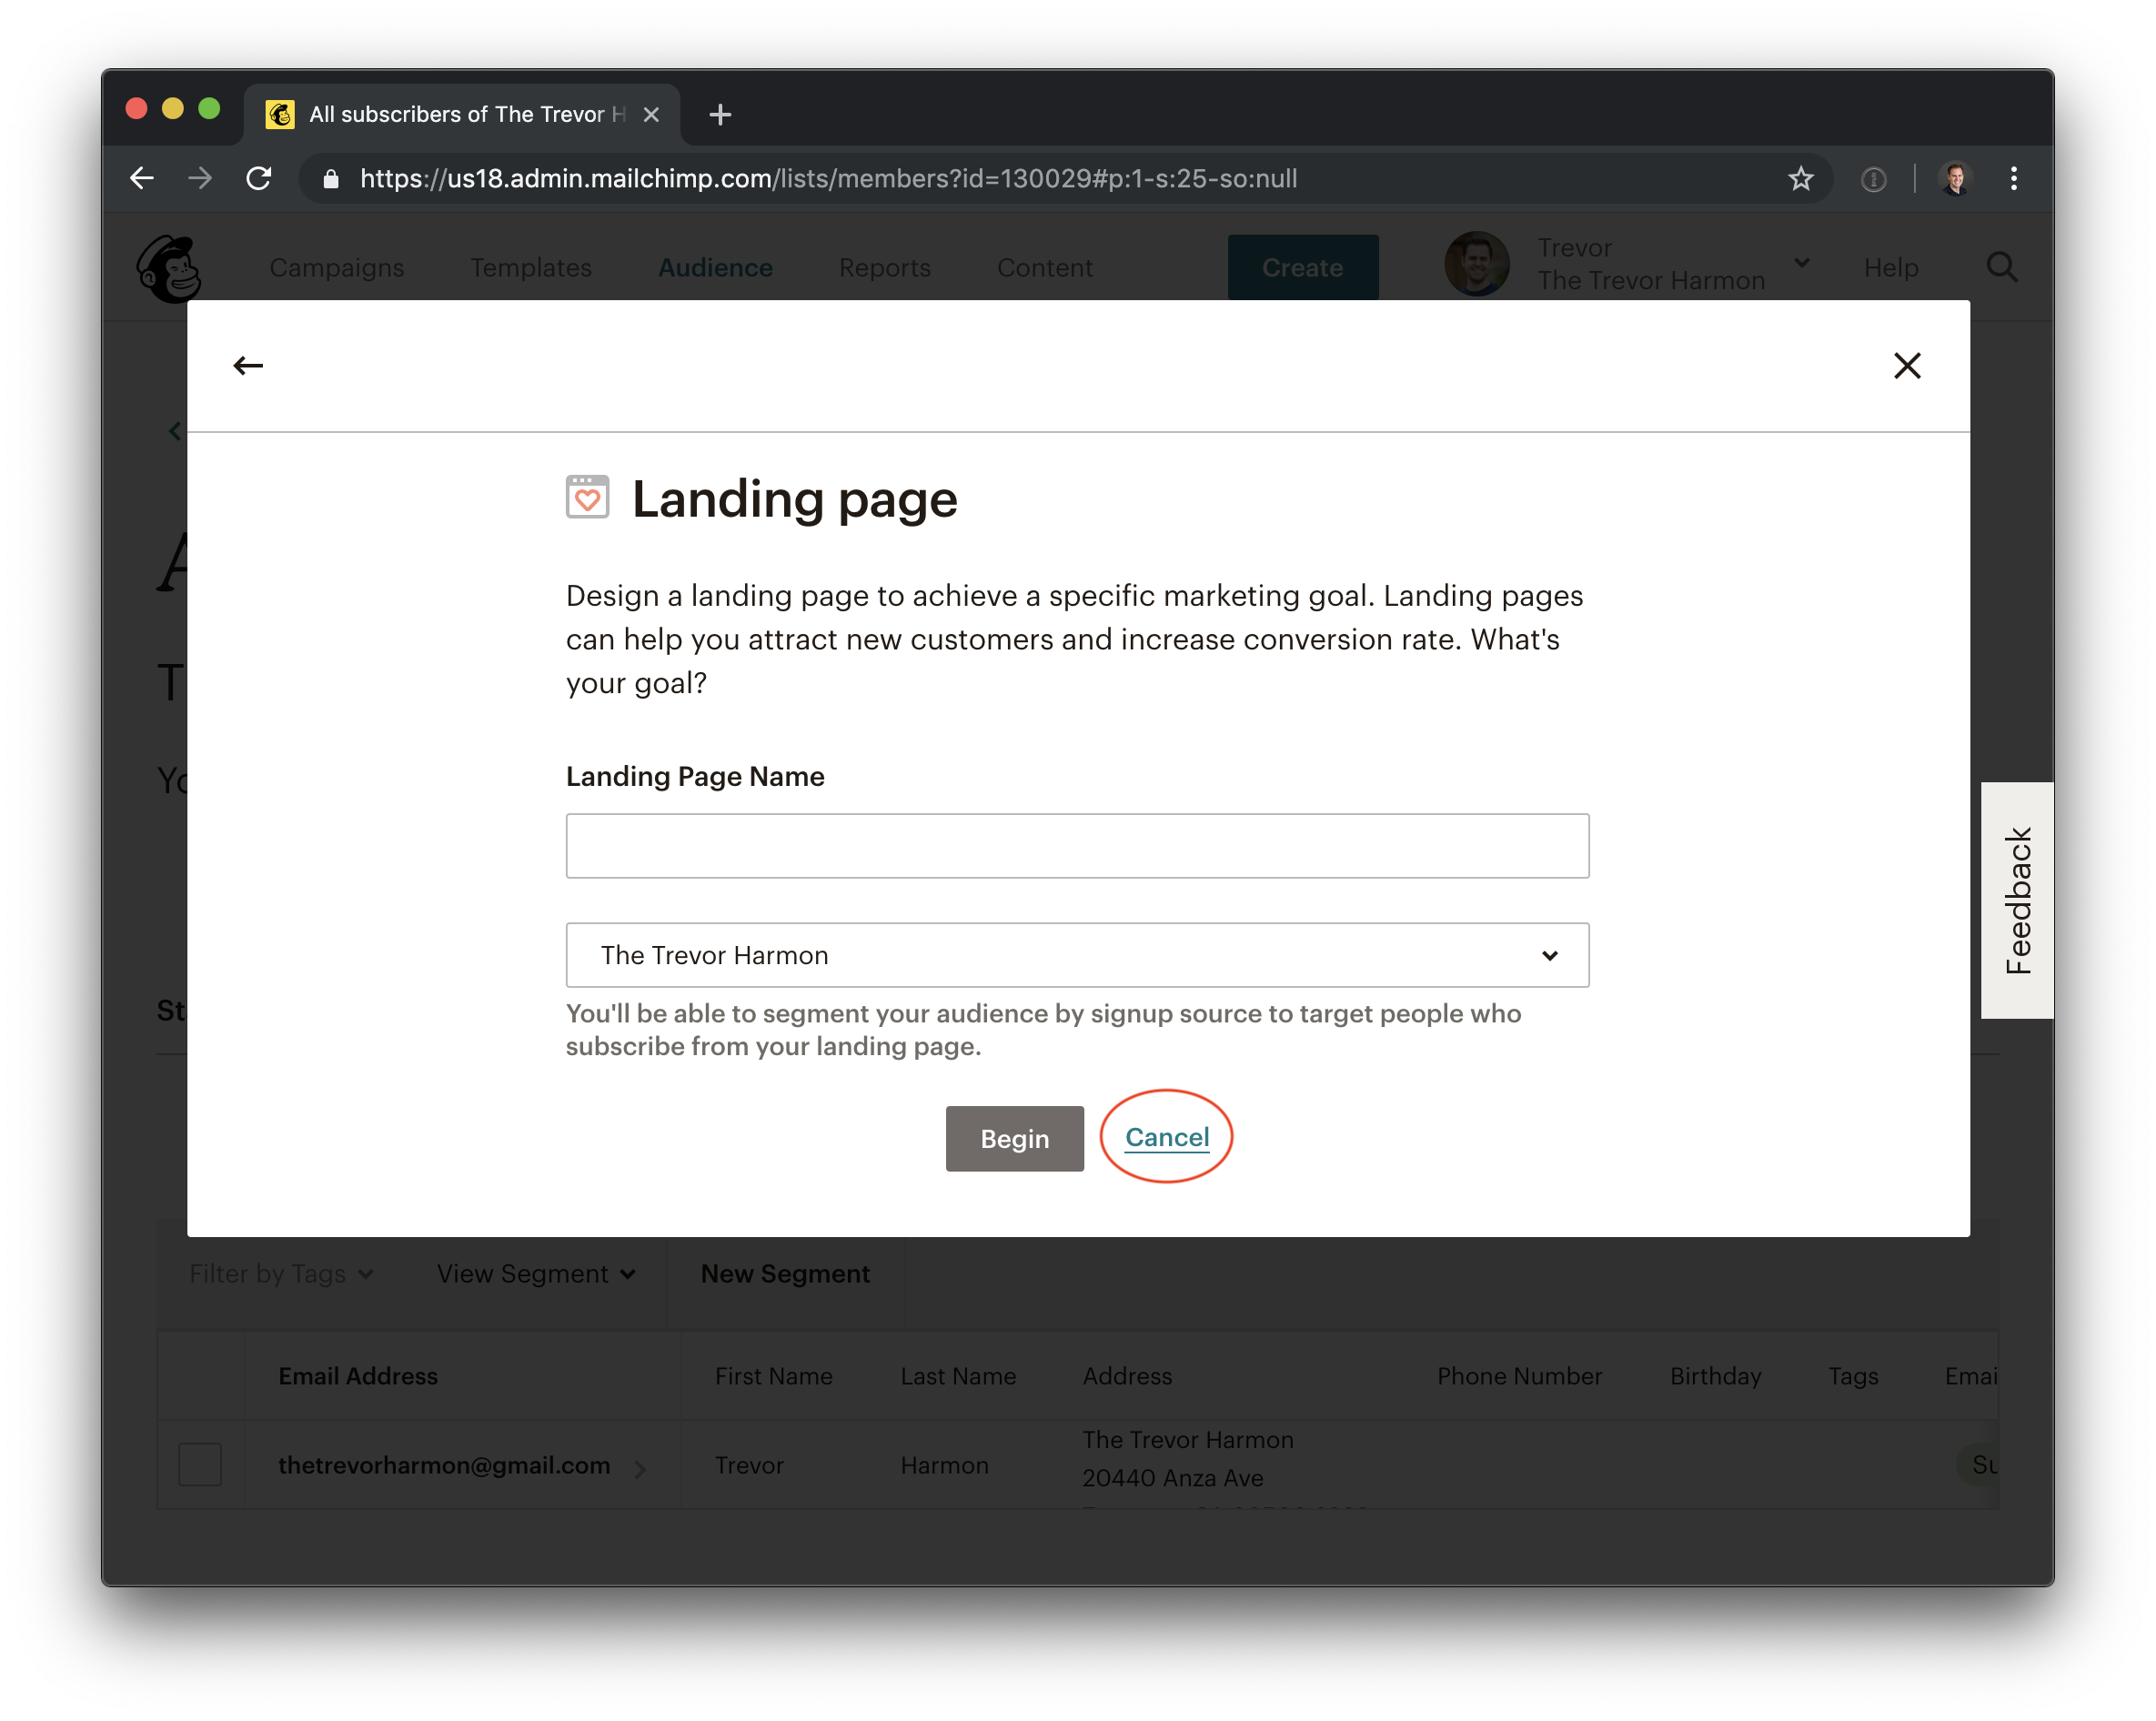 All subscribers of The Trevor H
https://us18.admin.mailchimp.com/lists/members?id=130029#p:1-s:25-so:null
Campaigns Templates Audience Reports Content Create Trevor Help
The Trevor Harmon
Landing page
Design a landing page to achieve a specific marketing goal. Landing pages
can help you attract new customers and increase conversion rate. What's
your goal?
Landing Page Name
The Trevor Harmon
You'll be able to segment your audience by signup source to target people who
subscribe from your landing page.
Begin Cancel
Feedback
Filter by Tags View Segment New Segment
Email Address First Name Last Name Address Phone Number Birthday Tags Emai
thetrevorharmon@gmail.com Trevor Harmon The Trevor Harmon Su
20440 Anza Ave